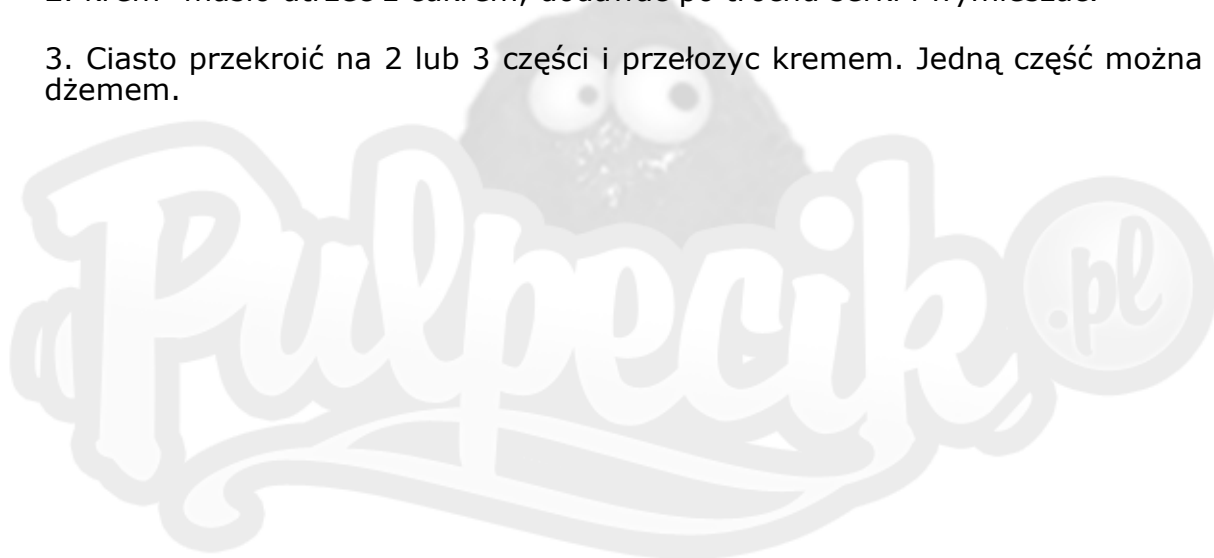 3. Ciasto przekroić na 2 lub 3 części i przełozyc kremem. Jedną część można
dżemem.
Pulpecik .pl